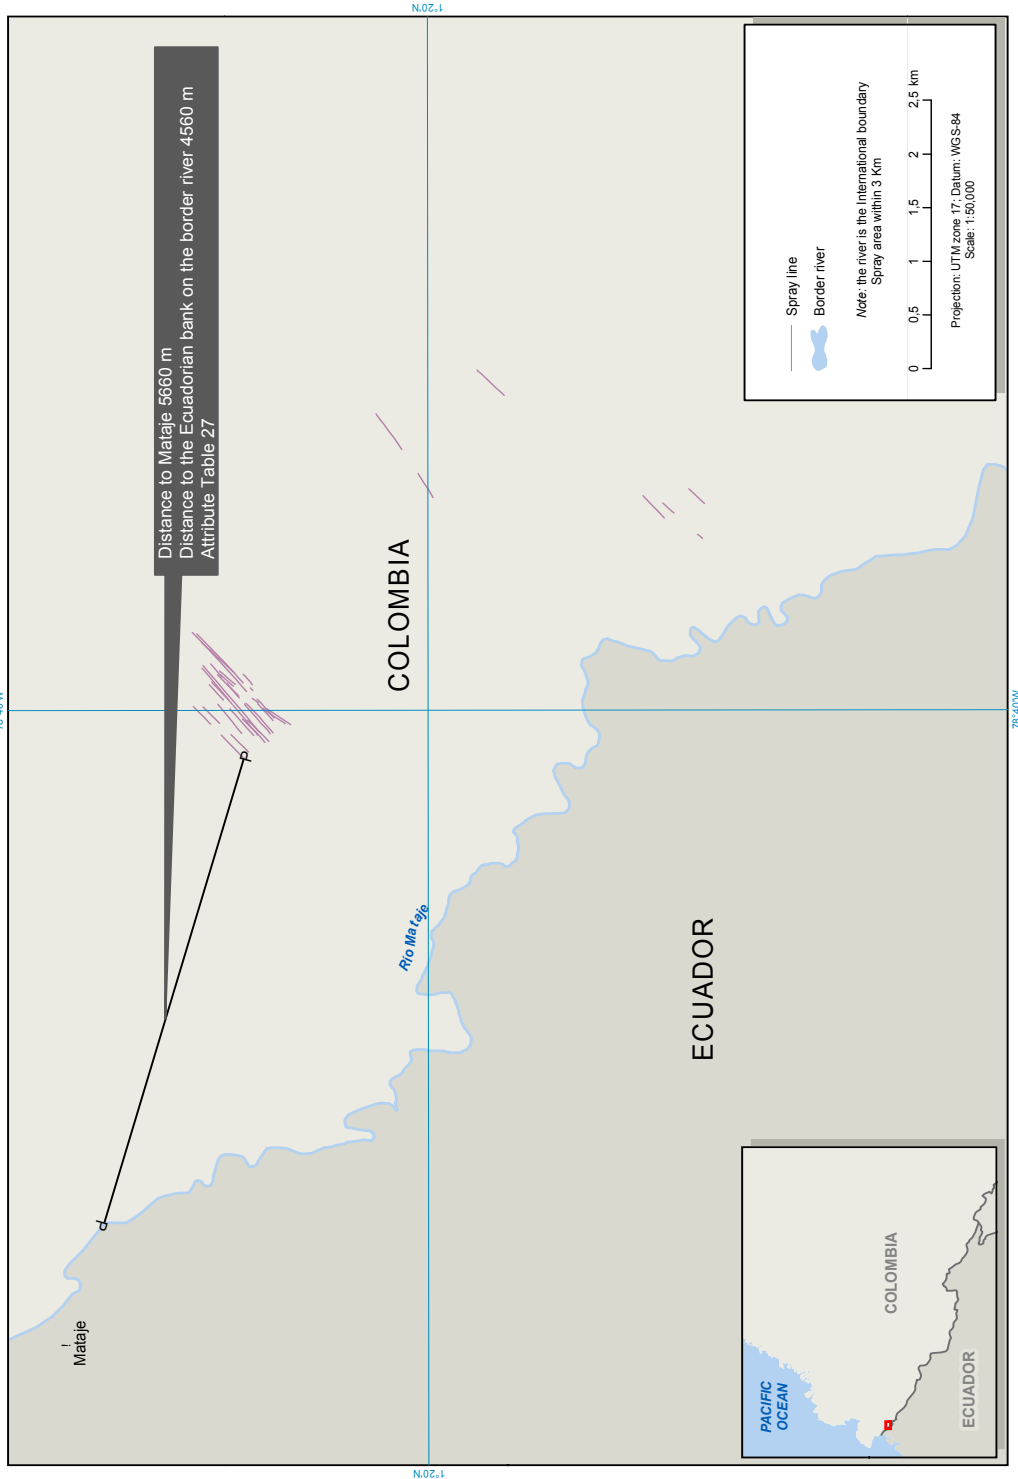 1°20'N
Distance to Mataje 5660 m
Distance to the Ecuadorian bank on the border river 4560 m
Attribute Table 27
COLOMBIA
Rio Mataje
ECUADOR
Mataje
78°40'W
1°20'N
Spray line
Border river
Note: the river is the International boundary
Spray area within 3 Km
0 0,5 1 1,5 2 2,5 km
Projection: UTM zone 17; Datum: WGS-84
Scale: 1:50,000
PACIFIC
OCEAN
COLOMBIA
ECUADOR